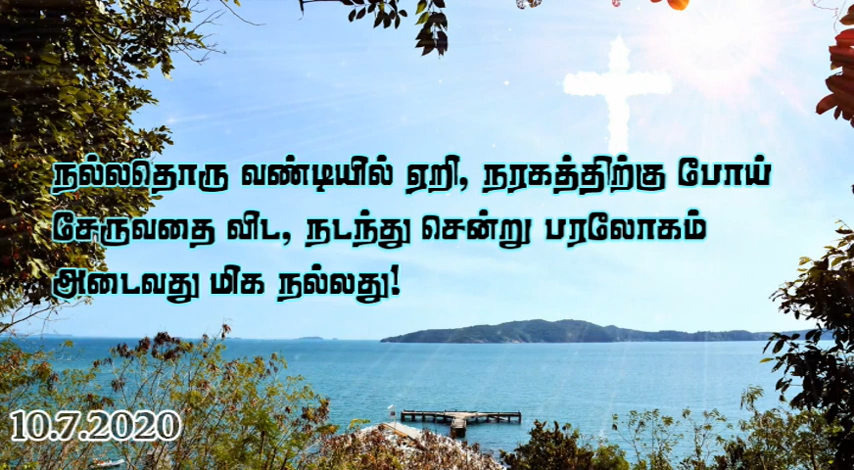 நல்லதொரு வண்டியில் ஏறி, நரகத்திற்கு போய்
சேருவதை விட, நடந்து சென்று பரலோகம்
அடைவது மிக நல்லது!
10.7.2020